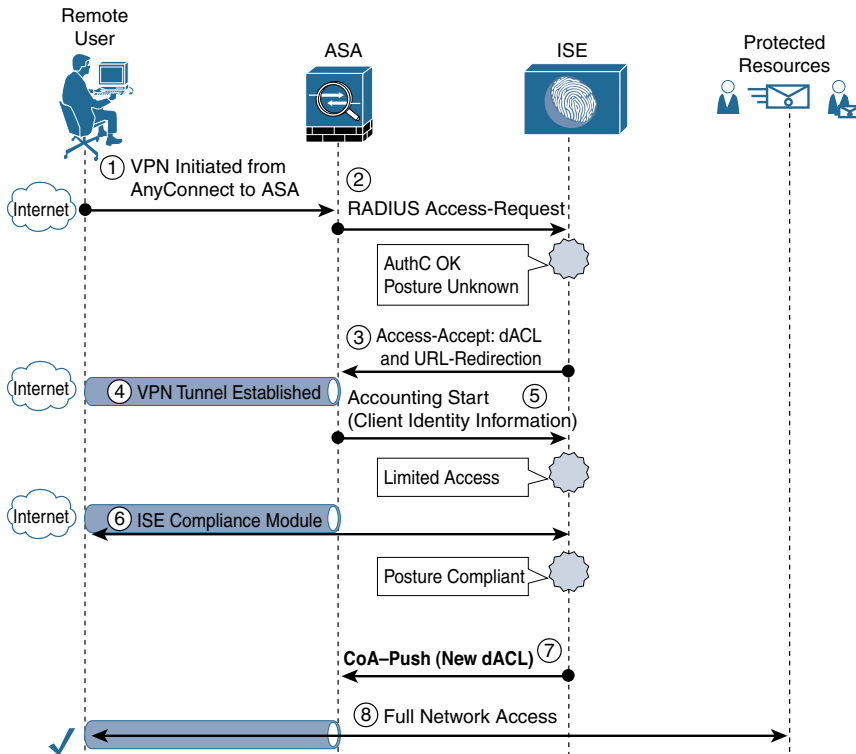 Remote
User
ASA
ISE
Protected
Resources
① VPN Initiated from
AnyConnect to ASA
Internet
②
RADIUS Access-Request
AuthC OK
Posture Unknown
③ Access-Accept: dACL
and URL-Redirection
Internet
④ VPN Tunnel Established
Accounting Start ⑤
(Client Identity Information)
Limited Access
Internet
⑥ ISE Compliance Module
Posture Compliant
CoA–Push (New dACL) ⑦
⑧ Full Network Access